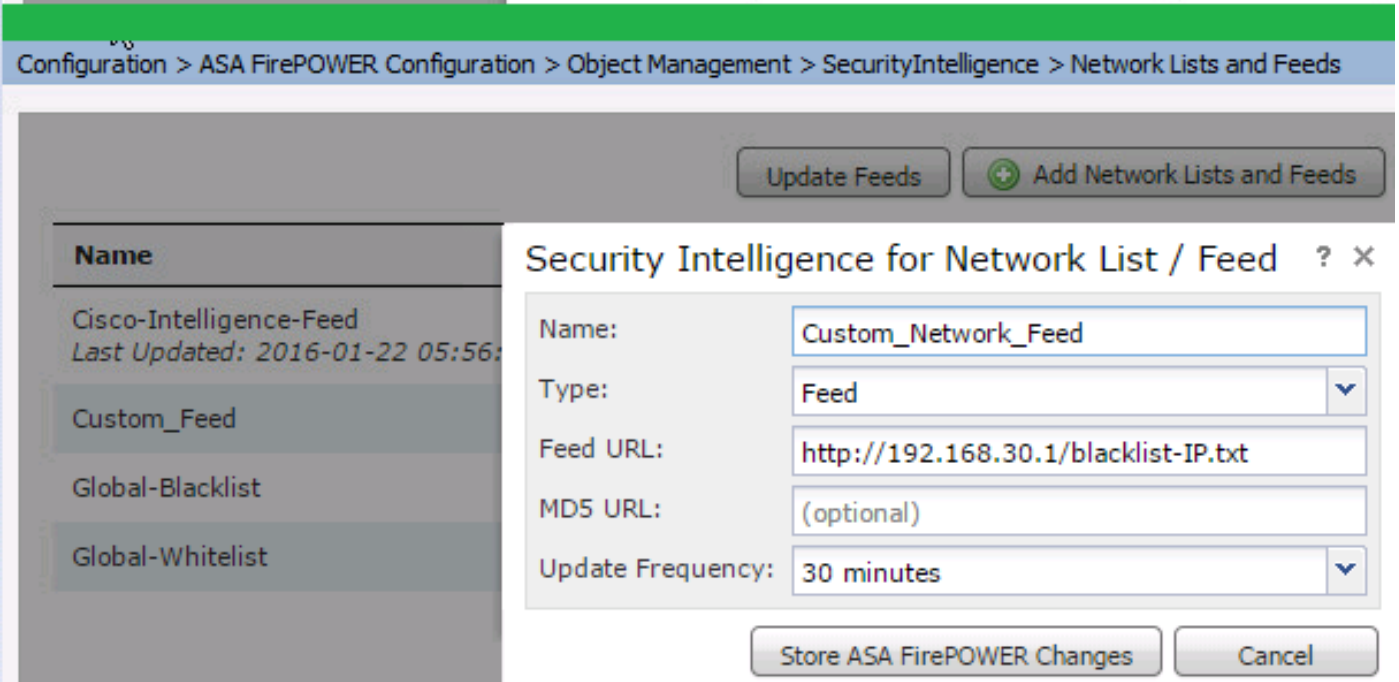 Configuration > ASA FirePOWER Configuration > Object Management > SecurityIntelligence > Network Lists and Feeds
Update Feeds
Add Network Lists and Feeds
Name
Cisco-Intelligence-Feed
Last Updated: 2016-01-22 05:56:
Custom_Feed
Global-Blacklist
Global-Whitelist
Security Intelligence for Network List / Feed ? ×
Name: Custom_Network_Feed
Type: Feed
Feed URL: http://192.168.30.1/blacklist-IP.txt
MD5 URL: (optional)
Update Frequency: 30 minutes
Store ASA FirePOWER Changes
Cancel